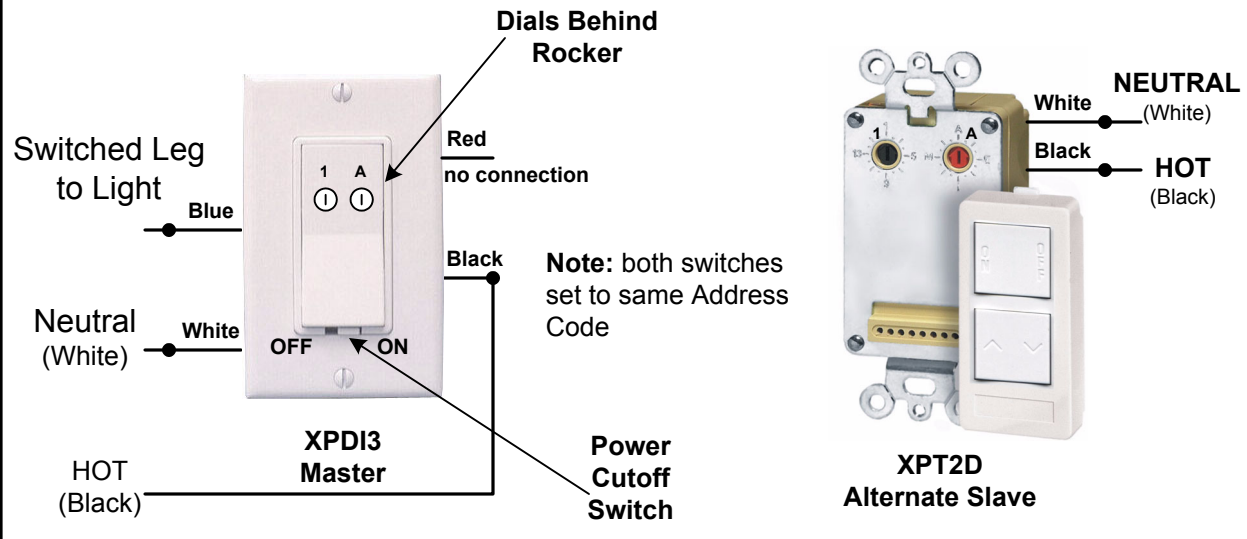 Dials Behind
Rocker
Switched Leg
to Light
Blue
Neutral
(White)
White
HOT
(Black)
1 A
OFF ON
Red
no connection
Black
XPDI3
Master
Power
Cutoff
Switch
Note: both switches
set to same Address
Code
1 A
White
NEUTRAL
(White)
Black
HOT
(Black)
XPT2D
Alternate Slave